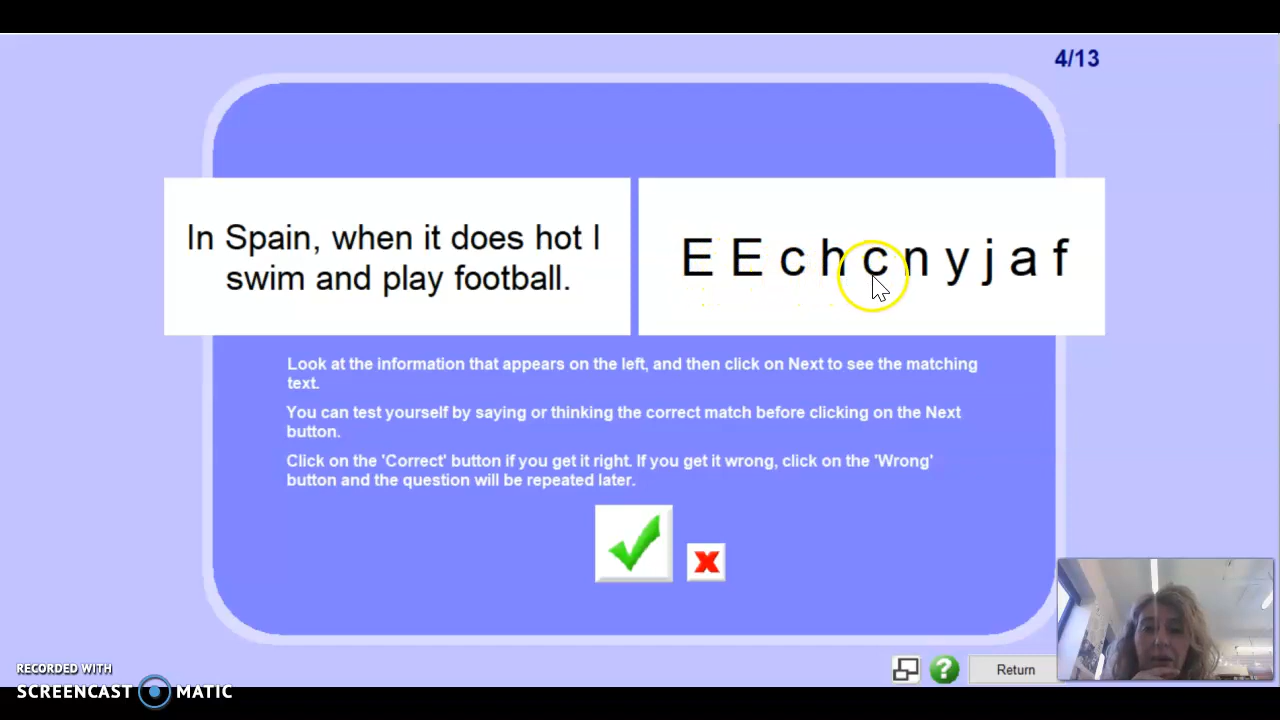 4/13
In Spain, when it does hot I
swim and play football.
E E c h c n y j a f
Look at the information that appears on the left, and then click on Next to see the matching
text.
You can test yourself by saying or thinking the correct match before clicking on the Next
button.
Click on the 'Correct' button if you get it right. If you get it wrong, click on the 'Wrong'
button and the question will be repeated later.
?
Return
RECORDED WITH
SCREENCAST MATIC